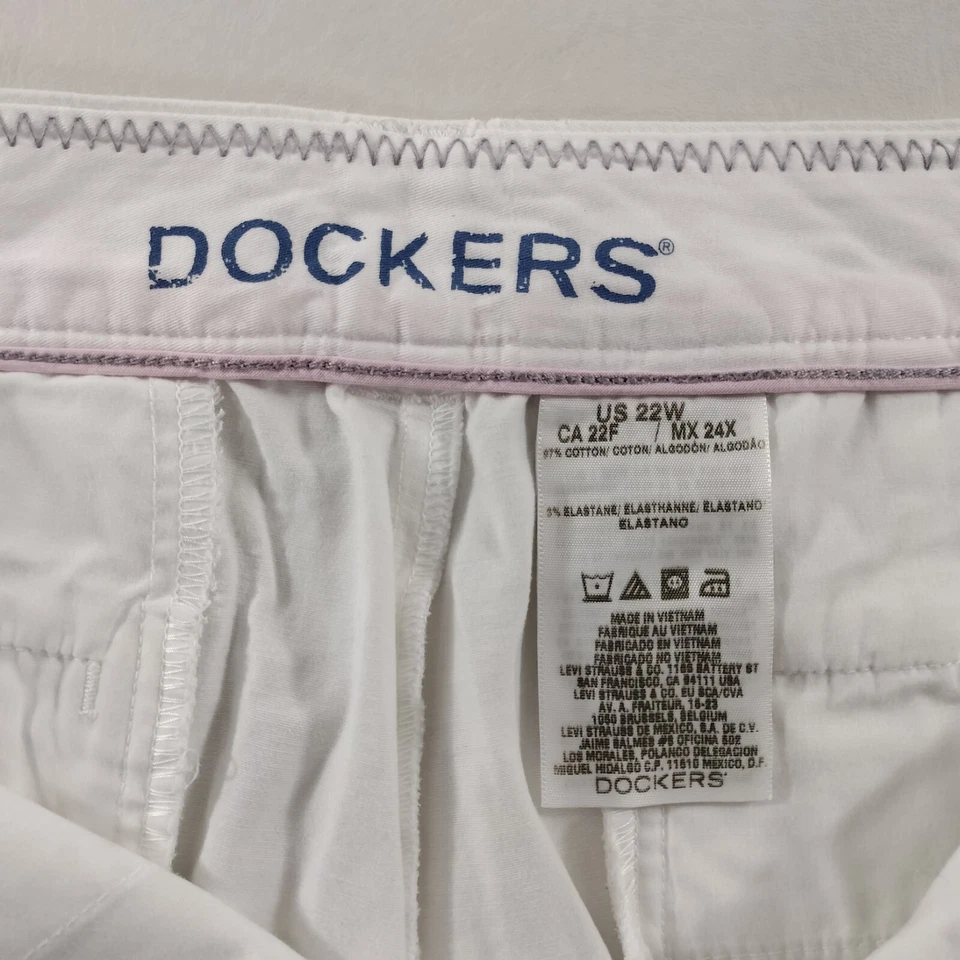 DOCKERS®
US 22W
CA 22F / MX 24X
97% COTTON/ COTON/ ALGODÓN/ ALGODÃO
3% ELASTANE/ ELASTHANNE/ ELASTANO
ELASTANO
MADE IN VIETNAM
FABRIQUE AU VIETNAM
FABRICADO EN VIETNAM
FABRICADO NO VIETNAM
LEVI STRAUSS & CO. 1155 BATTERY ST
SAN FRANCISCO, CA 94111 USA
LEVI STRAUSS & CO. EU SCA/CVA
AV. A. FRAITEUR, 15-23
1050 BRUSSELS, BELGIUM
LEVI STRAUSS DE MEXICO, S.A. DE C.V.
JAIME BALMES #8 OFICINA 602
LOS MORALES, POLANCO DELEGACION
MIGUEL HIDALGO C.P. 11510 MEXICO, D.F.
DOCKERS®